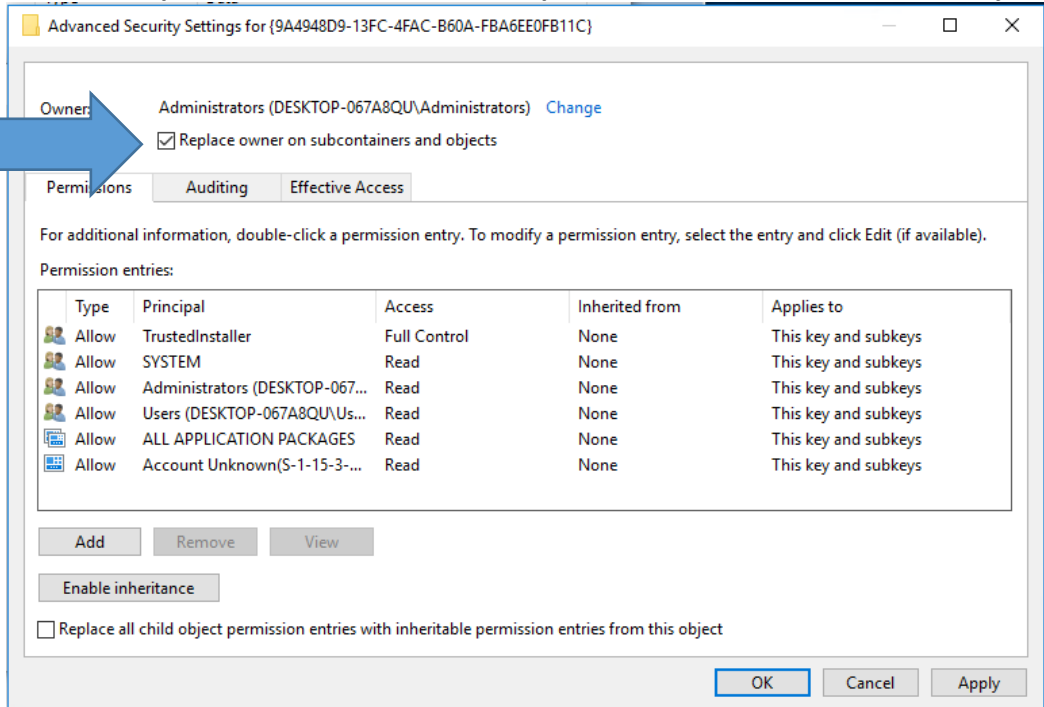 Advanced Security Settings for {9A4948D9-13FC-4FAC-B60A-FBA6EE0FB11C}
Owner: Administrators (DESKTOP-067A8QU\Administrators) Change
Replace owner on subcontainers and objects
Permissions Auditing Effective Access
For additional information, double-click a permission entry. To modify a permission entry, select the entry and click Edit (if available).
Permission entries:
Type Principal Access Inherited from Applies to
Allow TrustedInstaller Full Control None This key and subkeys
Allow SYSTEM Read None This key and subkeys
Allow Administrators (DESKTOP-067... Read None This key and subkeys
Allow Users (DESKTOP-067A8QU\Us... Read None This key and subkeys
Allow ALL APPLICATION PACKAGES Read None This key and subkeys
Allow Account Unknown(S-1-15-3-... Read None This key and subkeys
Add Remove View
Enable inheritance
Replace all child object permission entries with inheritable permission entries from this object
OK Cancel Apply